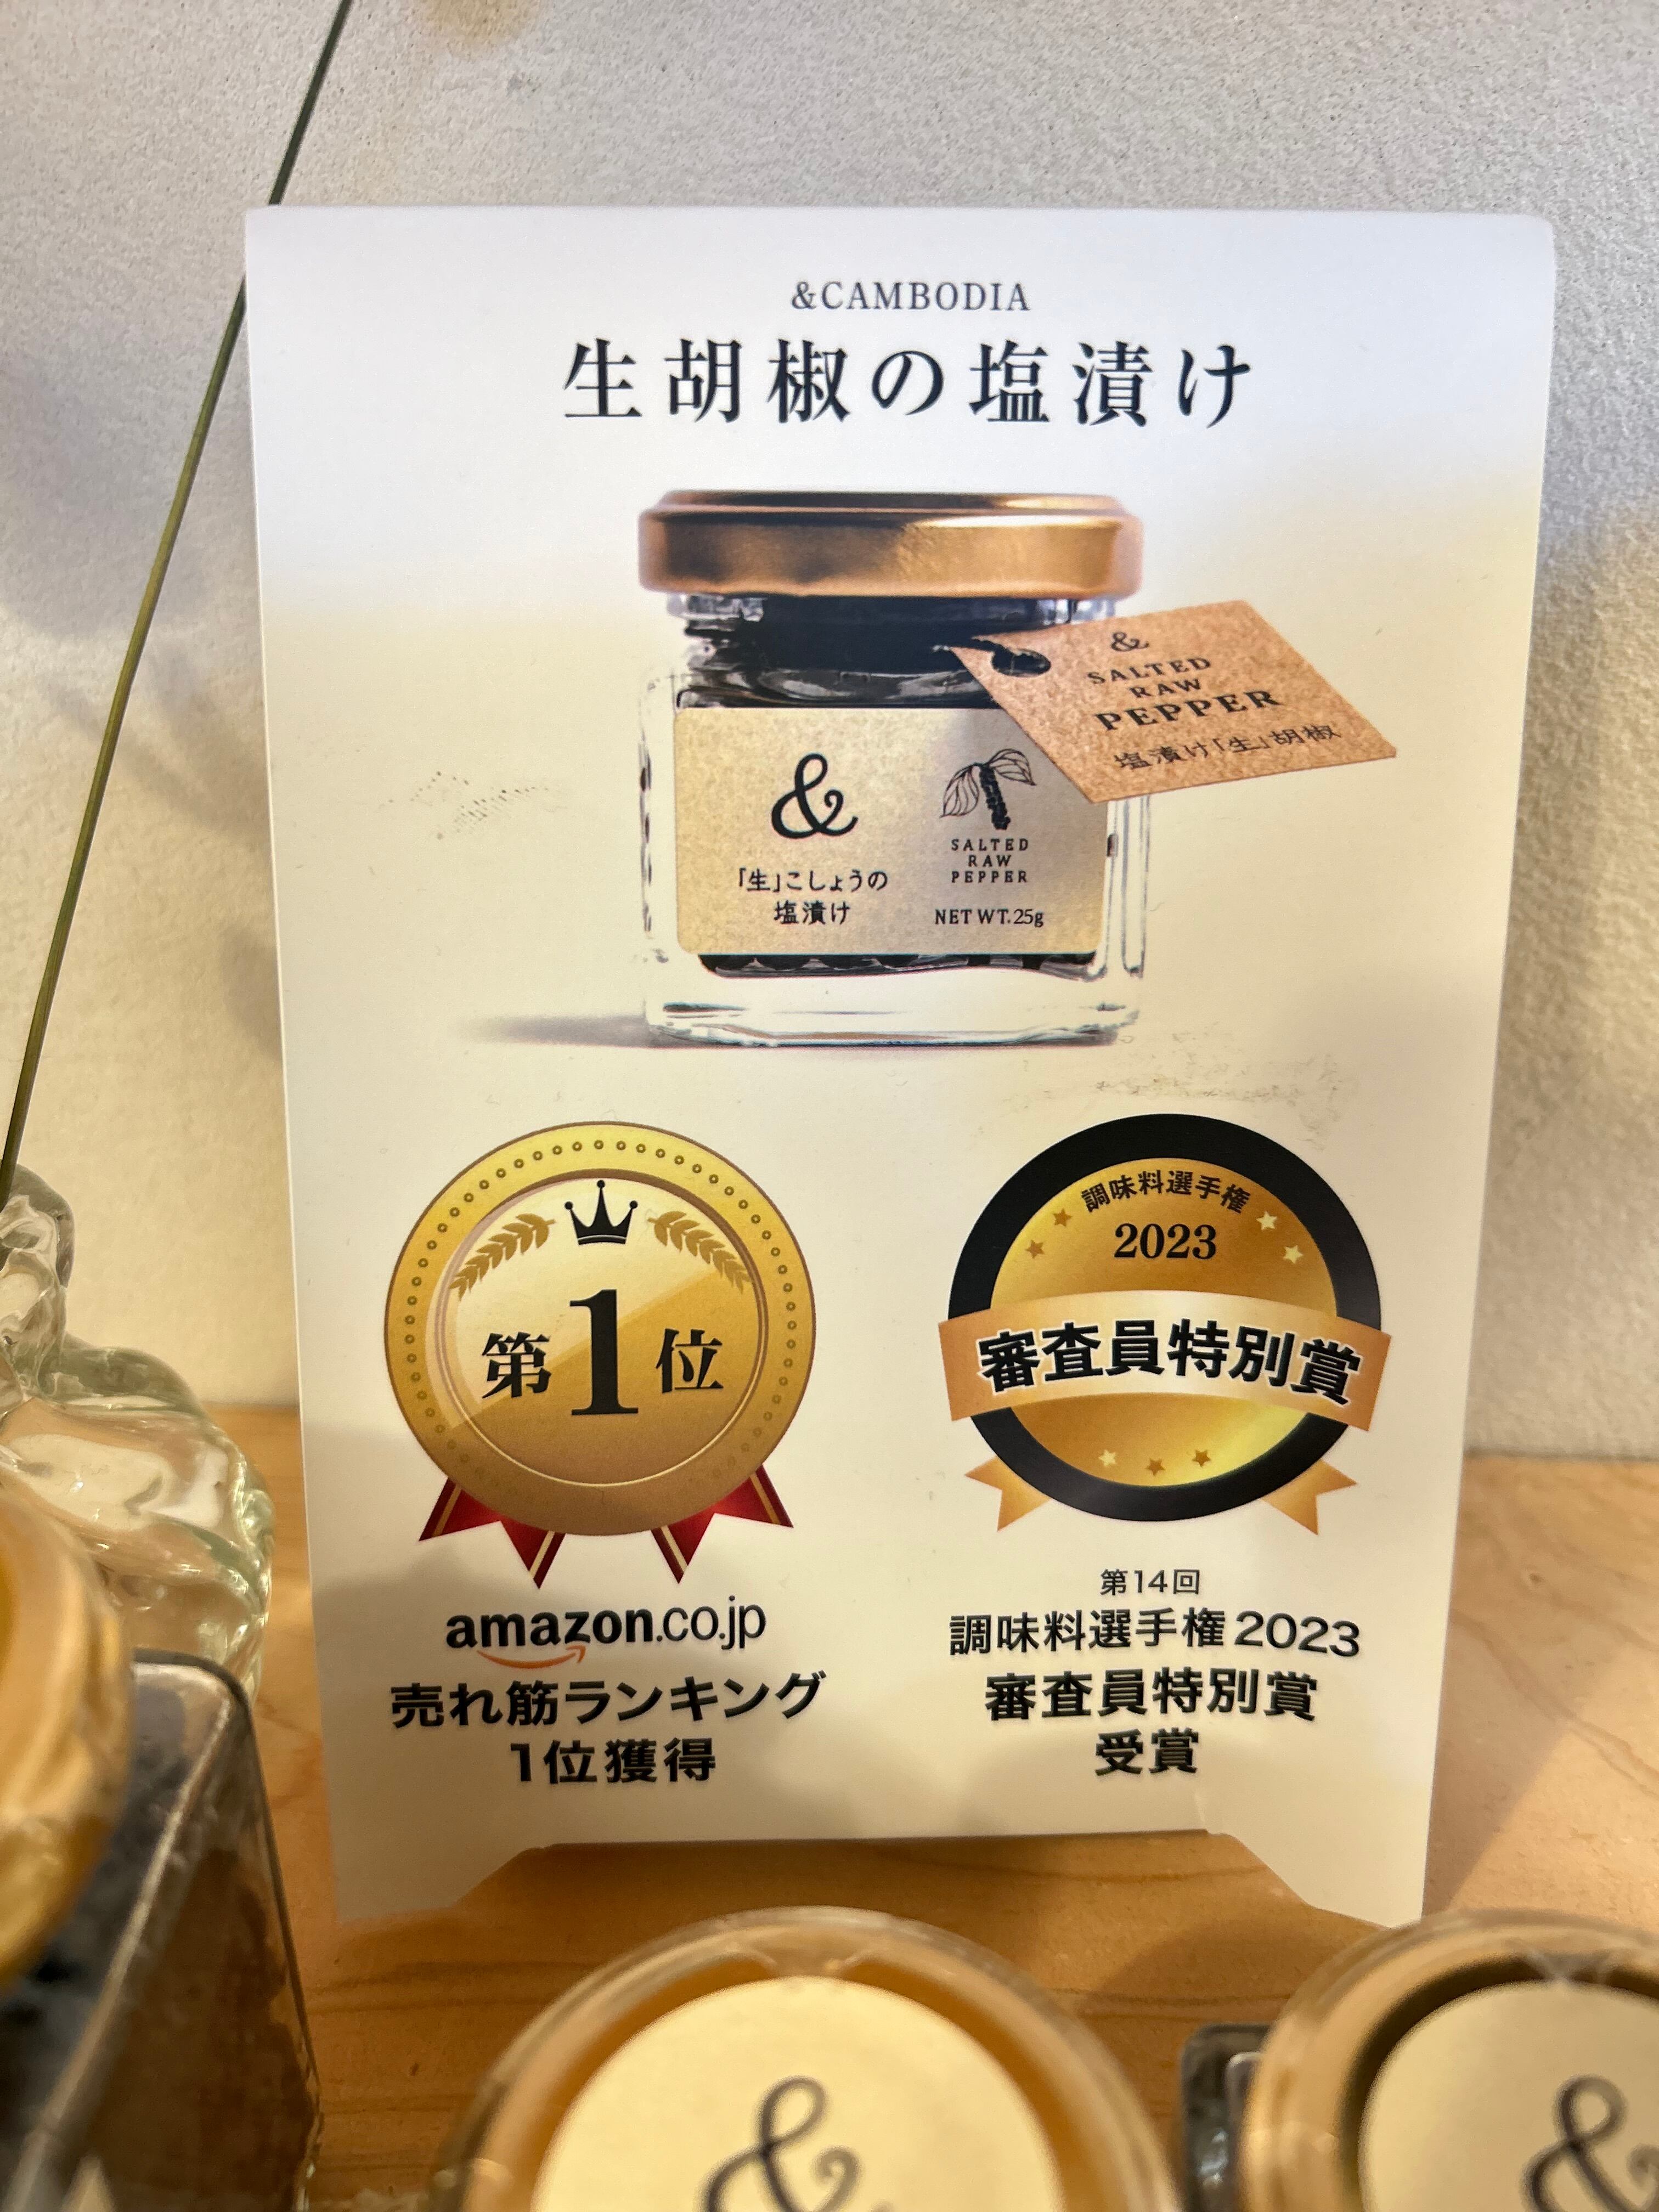 &CAMBODIA
生胡椒の塩漬け
&
SALTED
RAW
PEPPER
塩漬け「生」胡椒
&
「生」こしょうの
塩漬け
SALTED
RAW
PEPPER
NET WT.25g
第1位
調味料選手権
2023
審査員特別賞
amazon.co.jp
売れ筋ランキング
1位獲得
第14回
調味料選手権2023
審査員特別賞
受賞
&
&